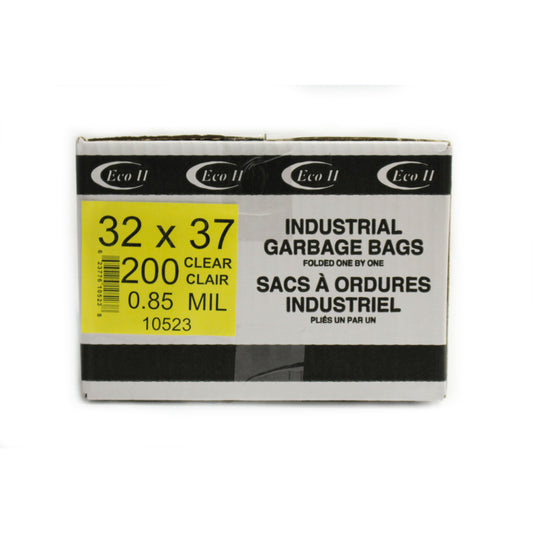 Eco II Eco II Eco II Eco II
32 x 37
200 CLEAR
CLAIR
0.85 MIL
10523
INDUSTRIAL
GARBAGE BAGS
FOLDED ONE BY ONE
SACS À ORDURES
INDUSTRIEL
PLIÉS UN PAR UN